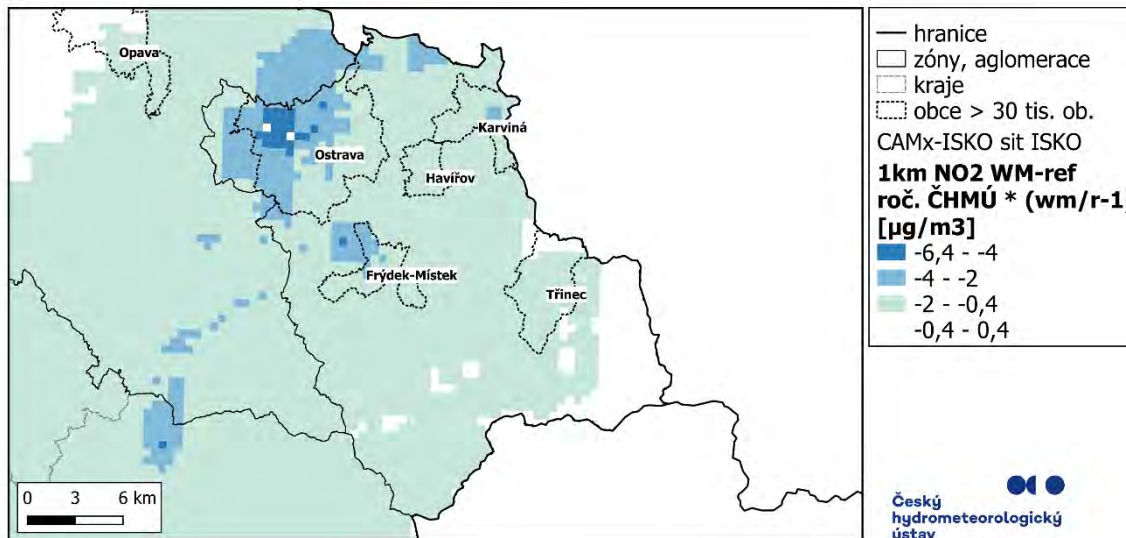 Opava
Ostrava
Karviná
Havířov
Frýdek-Místek
Třinec
0 3 6 km
hranice
zóny, aglomerace
kraje
obce > 30 tis. ob.
CAMx-ISKO sit ISKO
1km NO2 WM-ref
roč. ČHMÚ * (wm/r-1)
[µg/m3]
-6,4 - -4
-4 - -2
-2 - -0,4
-0,4 - 0,4
Český
hydrometeorologický
ústav